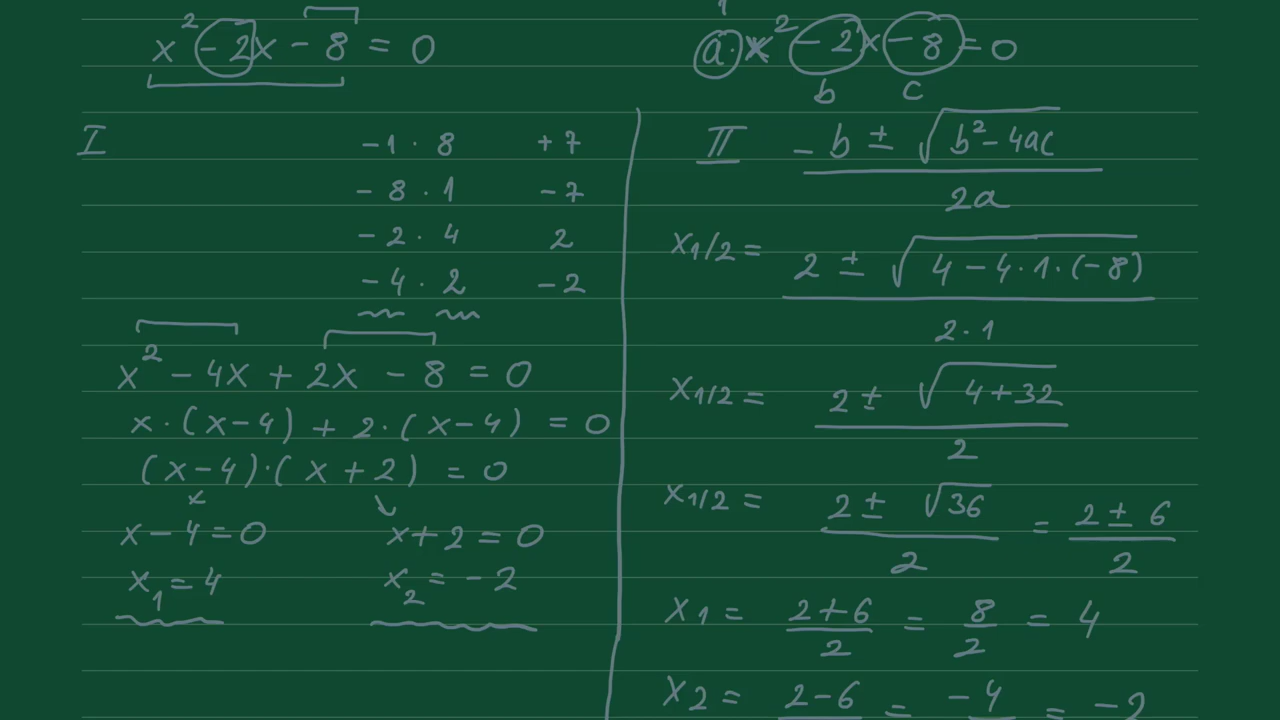 x² - 2x - 8 = 0
I
-1 · 8 +7
-8 · 1 -7
-2 · 4 2
-4 · 2 -2
x² - 4x + 2x - 8 = 0
x · (x-4) + 2 · (x-4) = 0
(x-4) · (x+2) = 0
x - 4 = 0 x + 2 = 0
x₁ = 4 x₂ = -2
a · x² - 2x - 8 = 0
b c
II (-b ± √(b² - 4ac)) / 2a
x1/2 = (2 ± √(4 - 4·1·(-8))) / 2·1
x1/2 = (2 ± √(4+32)) / 2
x1/2 = (2 ± √36) / 2 = (2 ± 6) / 2
x1 = (2+6)/2 = 8/2 = 4
x2 = 2-6 = -4 = -2